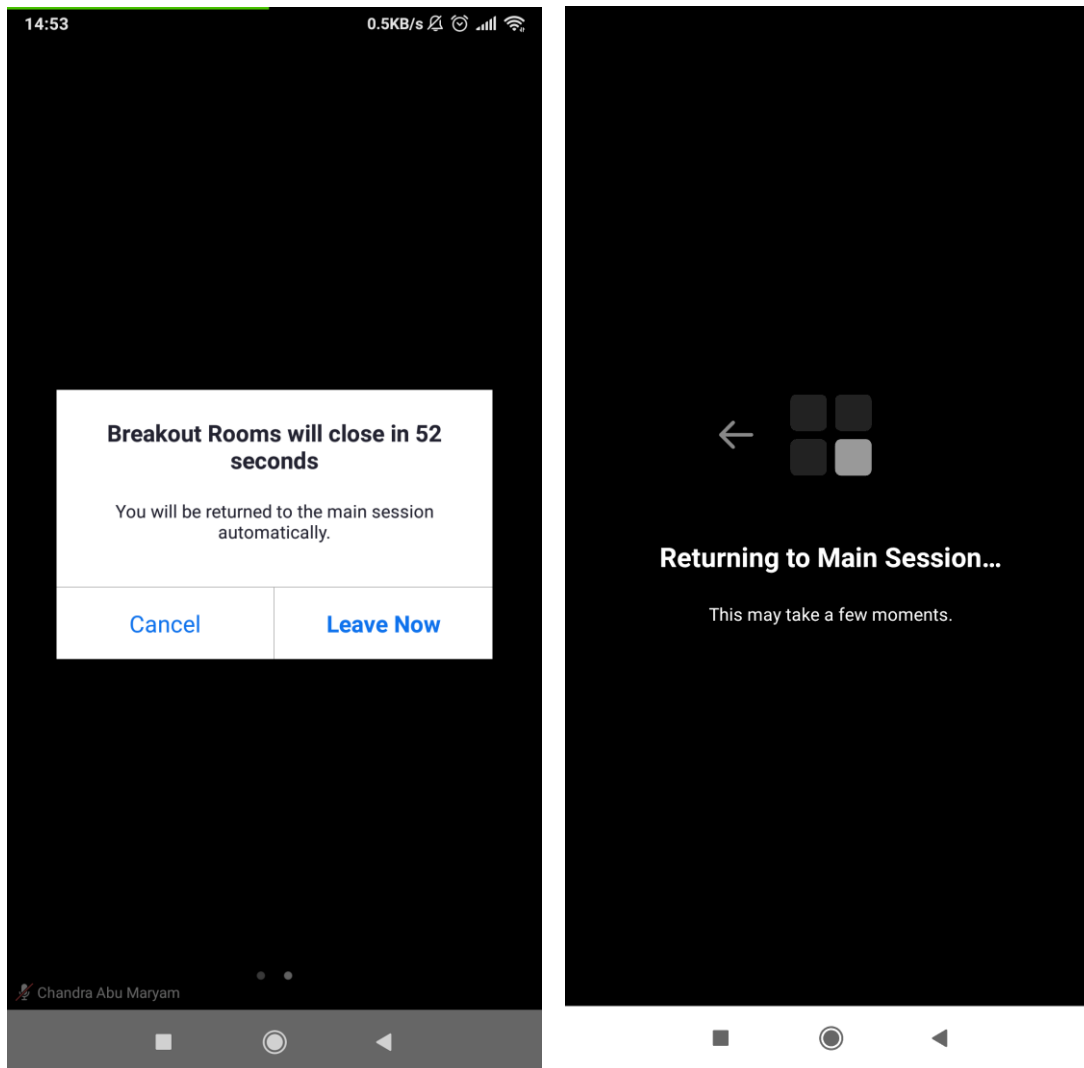 14:53
0.5KB/s
Breakout Rooms will close in 52
seconds
You will be returned to the main session
automatically.
Cancel
Leave Now
Chandra Abu Maryam
Returning to Main Session...
This may take a few moments.